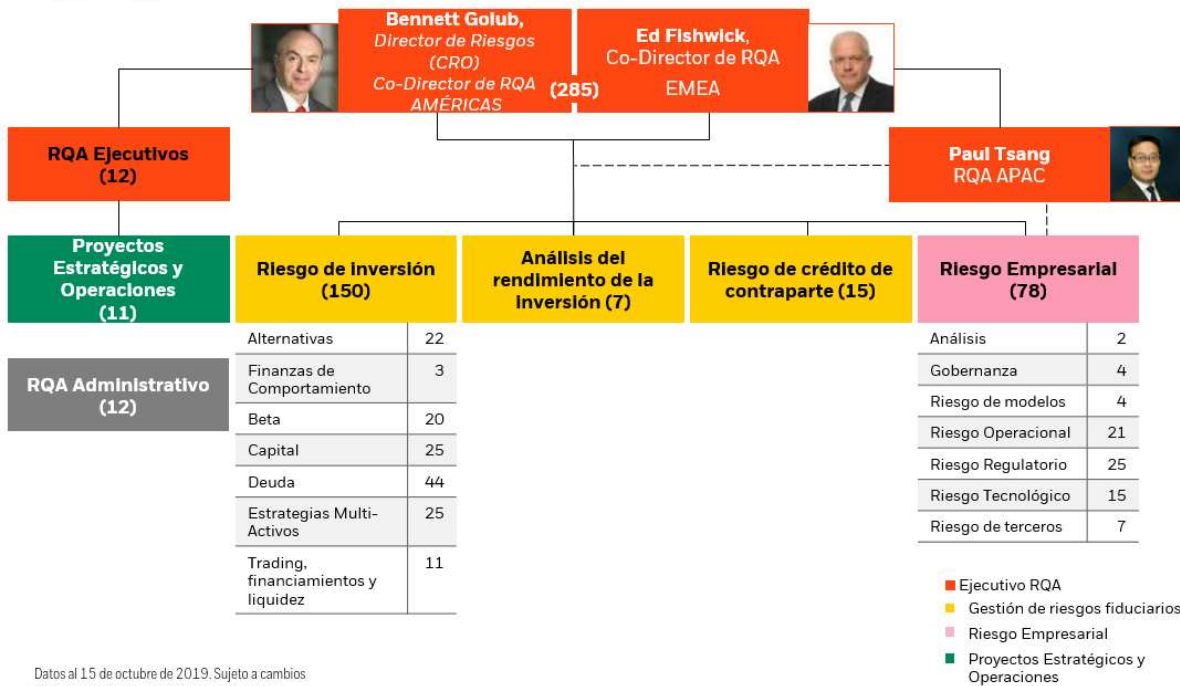 Bennett Golub,
Director de Riesgos
(CRO)
Co-Director de RQA
AMÉRICAS
(285)
Ed Fishwick,
Co-Director de RQA
EMEA
RQA Ejecutivos
(12)
Paul Tsang
RQA APAC
Proyectos
Estratégicos y
Operaciones
(11)
Riesgo de inversión
(150)
Análisis del
rendimiento de la
inversión (7)
Riesgo de crédito de
contraparte (15)
Riesgo Empresarial
(78)
RQA Administrativo
(12)
Alternativas 22
Finanzas de 3
Comportamiento
Beta 20
Capital 25
Deuda 44
Estrategias Multi- 25
Activos
Trading, 11
financiamientos y
liquidez
Análisis 2
Gobernanza 4
Riesgo de modelos 4
Riesgo Operacional 21
Riesgo Regulatorio 25
Riesgo Tecnológico 15
Riesgo de terceros 7
Ejecutivo RQA
Gestión de riesgos fiduciarios
Riesgo Empresarial
Proyectos Estratégicos y
Operaciones
Datos al 15 de octubre de 2019. Sujeto a cambios